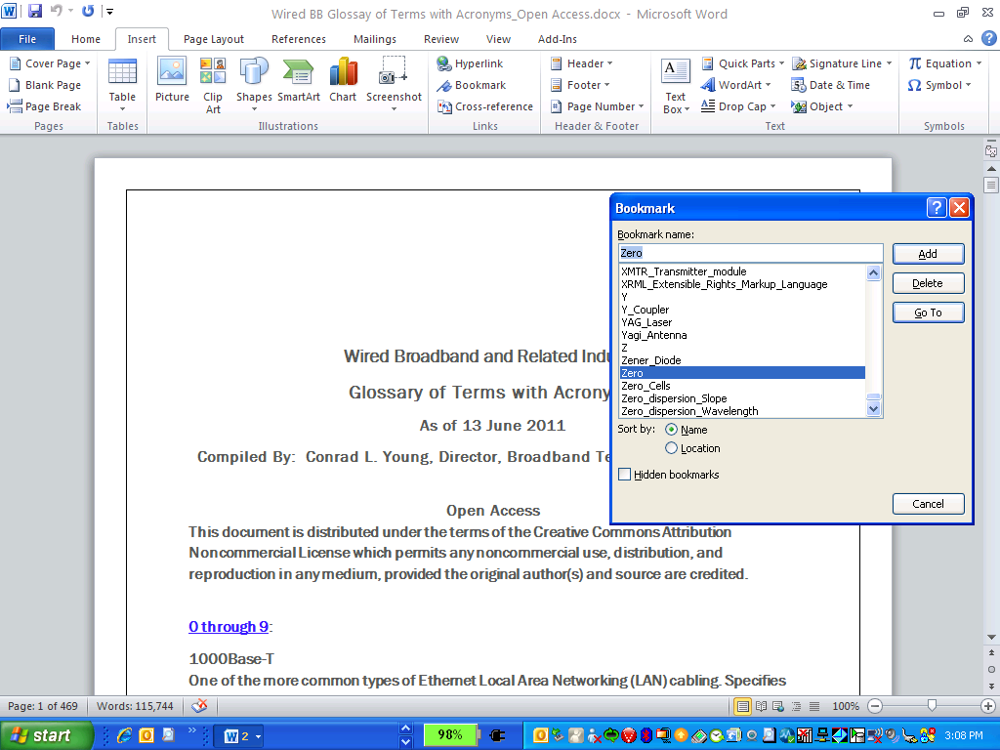 Wired BB Glossay of Terms with Acronyms_Open Access.docx - Microsoft Word
File Home Insert Page Layout References Mailings Review View Add-Ins
Cover Page
Blank Page
Page Break
Pages
Table
Tables
Picture
Clip Art
Shapes
SmartArt
Chart
Screenshot
Illustrations
Hyperlink
Bookmark
Cross-reference
Links
Header
Footer
Page Number
Header & Footer
Text Box
Quick Parts
WordArt
Drop Cap
Signature Line
Date & Time
Object
Text
Equation
Symbol
Symbols
Wired Broadband and Related Indu
Glossary of Terms with Acrony
As of 13 June 2011
Compiled By: Conrad L. Young, Director, Broadband Te
Open Access
This document is distributed under the terms of the Creative Commons Attribution
Noncommercial License which permits any noncommercial use, distribution, and
reproduction in any medium, provided the original author(s) and source are credited.
0 through 9:
1000Base-T
One of the more common types of Ethernet Local Area Networking (LAN) cabling. Specifies
Bookmark
Bookmark name:
Zero
XMTR_Transmitter_module
XRML_Extensible_Rights_Markup_Language
Y
Y_Coupler
YAG_Laser
Yagi_Antenna
Z
Zener_Diode
Zero
Zero_Cells
Zero_dispersion_Slope
Zero_dispersion_Wavelength
Add
Delete
Go To
Sort by: Name
Location
Hidden bookmarks
Cancel
Page: 1 of 469 Words: 115,744 100%
start 2 98% 3:08 PM